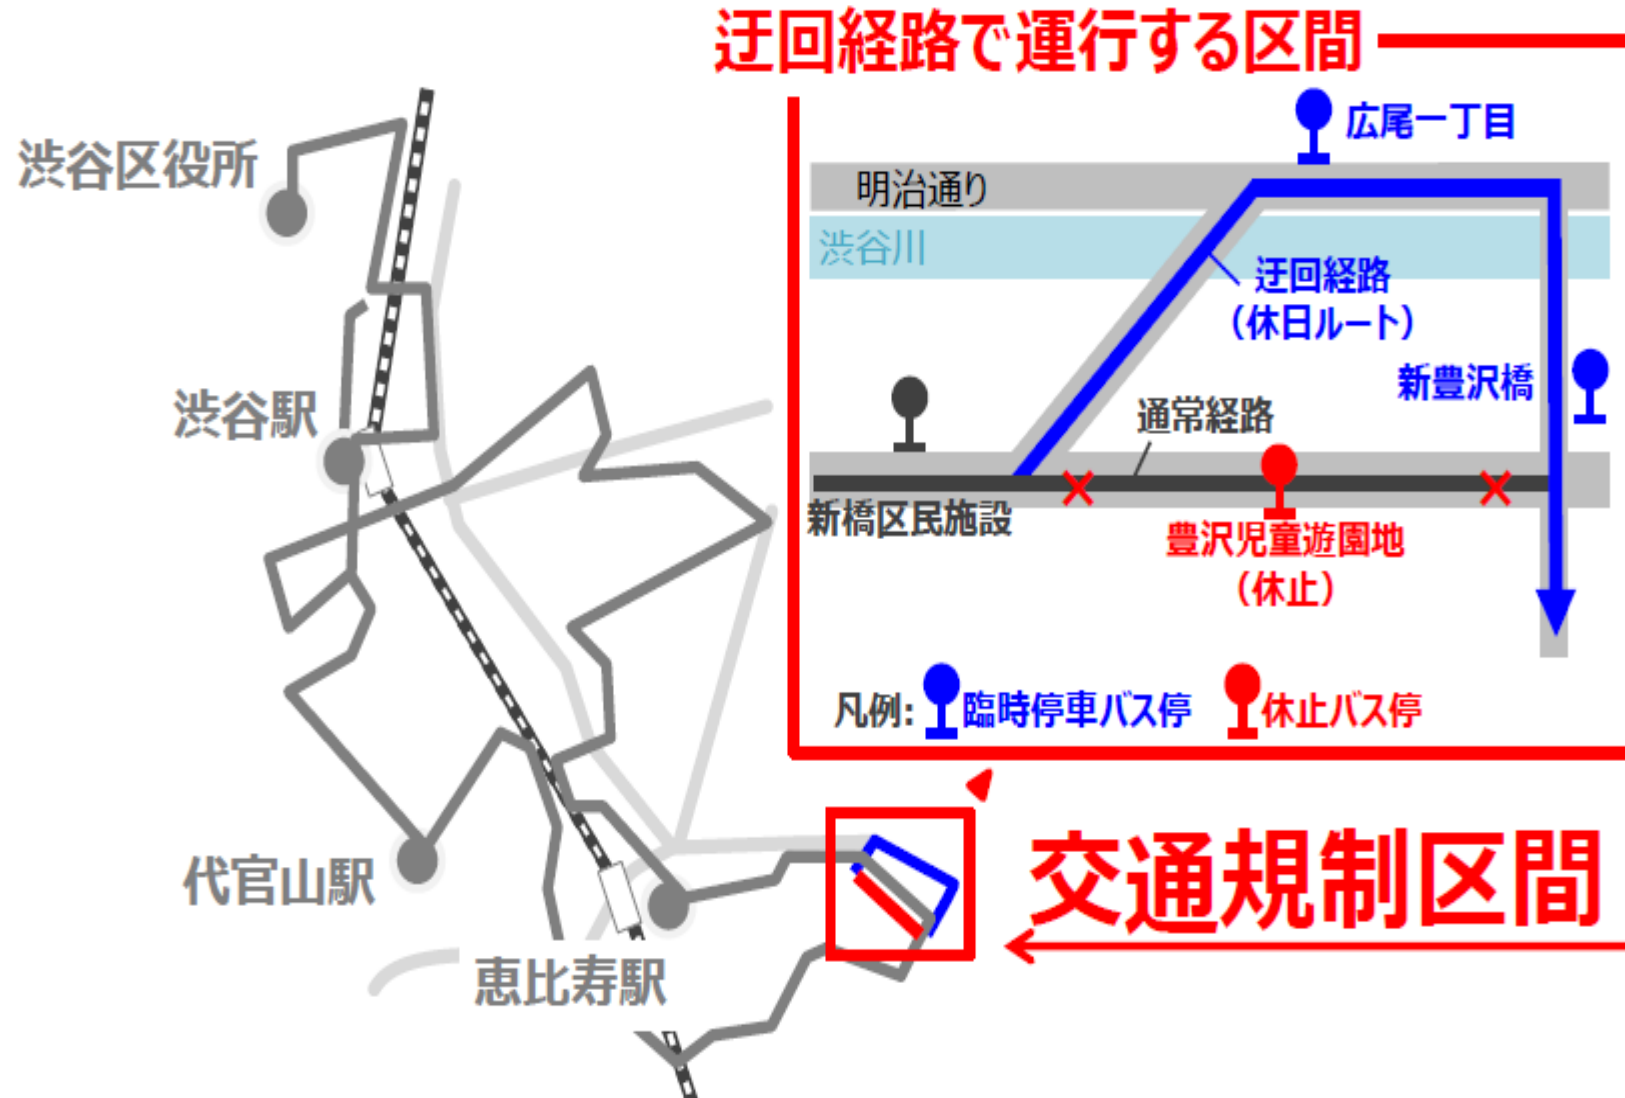 迂回経路で運行する区間
広尾一丁目
明治通り
渋谷川
迂回経路
（休日ルート）
新豊沢橋
通常経路
新橋区民施設
豊沢児童遊園地
（休止）
凡例:
臨時停車バス停
休止バス停
渋谷区役所
渋谷駅
代官山駅
恵比寿駅
交通規制区間